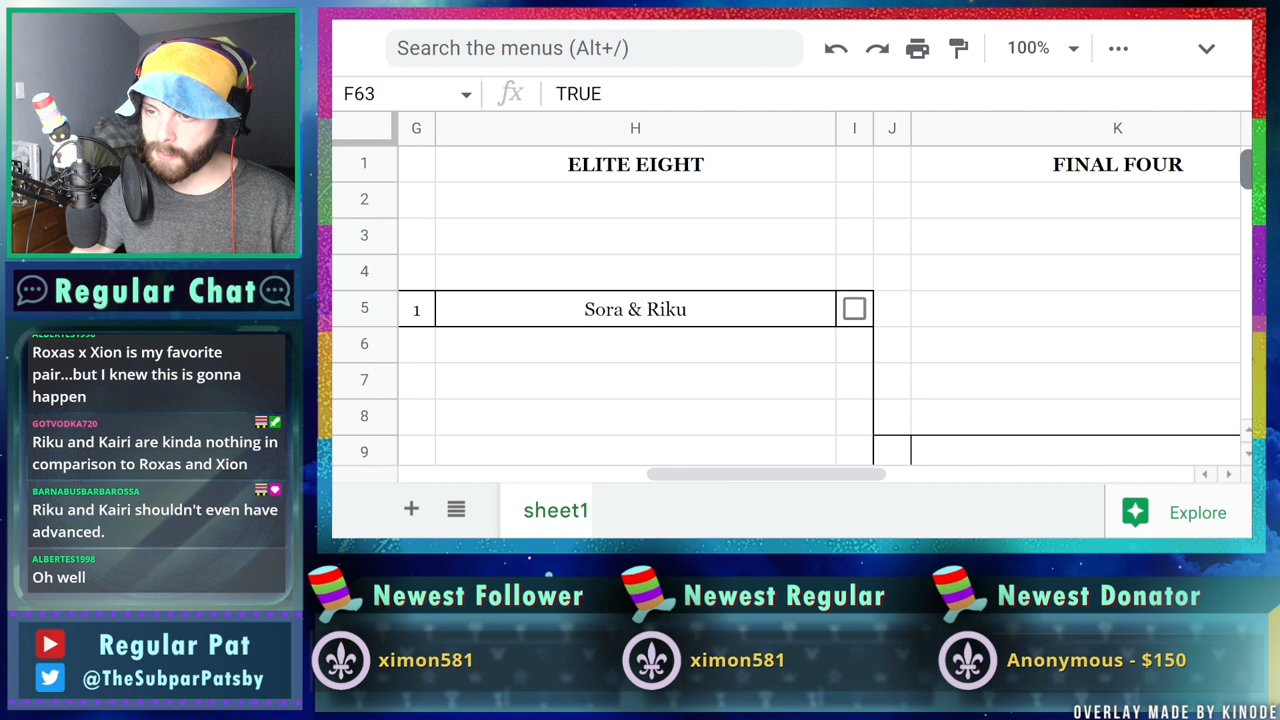 Search the menus (Alt+/)
100%
F63
fx
TRUE
G H I J K
1 ELITE EIGHT FINAL FOUR
2
3
4
5 1 Sora & Riku
6
7
8
9
+ sheet1 Explore
Regular Chat
ALBERTES1998
Roxas x Xion is my favorite
pair...but I knew this is gonna
happen
GOTVODKA720
Riku and Kairi are kinda nothing in
comparison to Roxas and Xion
BARNABUSBARBAROSSA
Riku and Kairi shouldn't even have
advanced.
ALBERTES1998
Oh well
Regular Pat
@TheSubparPatsby
Newest Follower
ximon581
Newest Regular
ximon581
Newest Donator
Anonymous - $150
OVERLAY MADE BY KINODE